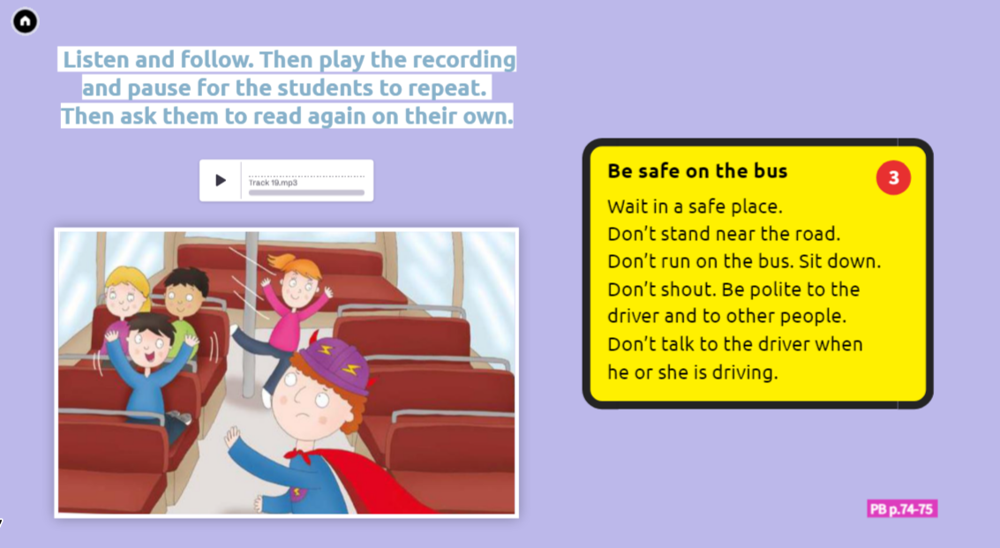 Listen and follow. Then play the recording
and pause for the students to repeat.
Then ask them to read again on their own.
Track 19.mp3
Be safe on the bus
3
Wait in a safe place.
Don't stand near the road.
Don't run on the bus. Sit down.
Don't shout. Be polite to the
driver and to other people.
Don't talk to the driver when
he or she is driving.
PB p.74-75